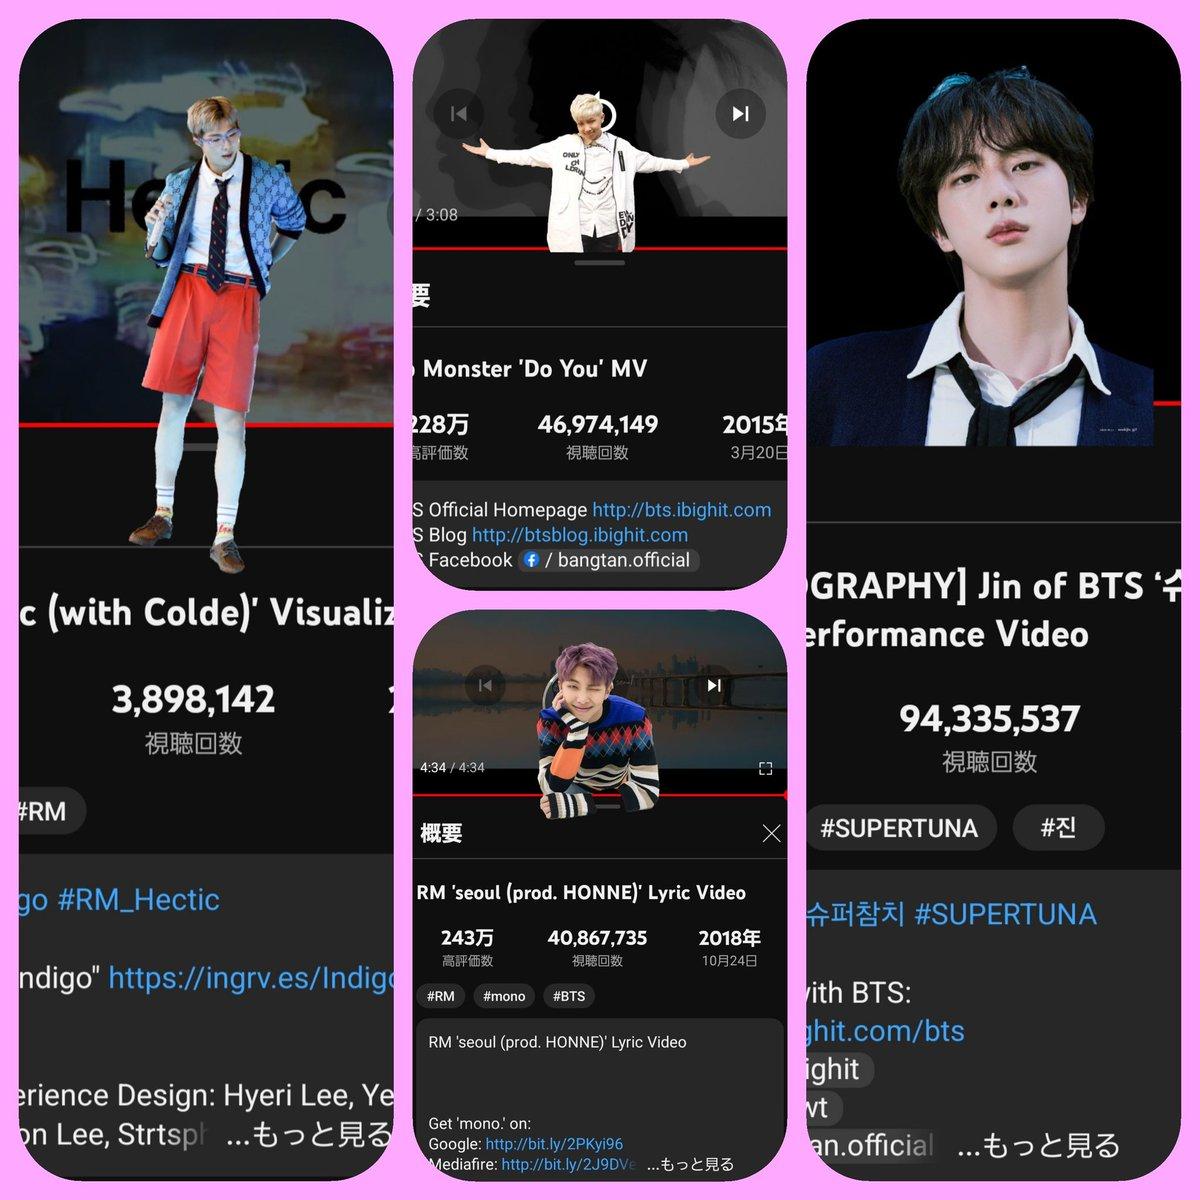 Hectic
c (with Colde)' Visualiz
3,898,142
視聴回数
#RM
go #RM_Hectic
ndigo" https://ingrv.es/Indigo
erience Design: Hyeri Lee, Ye
on Lee, Strtsph ...もっと見る
ONLY
/ 3:08
要
Monster 'Do You' MV
228万 46,974,149 2015年
高評価数 視聴回数 3月20日
S Official Homepage http://bts.ibighit.com
S Blog http://btsblog.ibighit.com
Facebook / bangtan.official
4:34 / 4:34
概要
RM 'seoul (prod. HONNE)' Lyric Video
243万 40,867,735 2018年
高評価数 視聴回数 10月24日
#RM #mono #BTS
RM 'seoul (prod. HONNE)' Lyric Video
Get 'mono.' on:
Google: http://bit.ly/2PKyi96
Mediafire: http://bit.ly/2J9DVe ...もっと見る
OGRAPHY] Jin of BTS ‘슈
erformance Video
94,335,537
視聴回数
#SUPERTUNA #진
슈퍼참치 #SUPERTUNA
with BTS:
ghit.com/bts
ighit
wt
an.official ...もっと見る